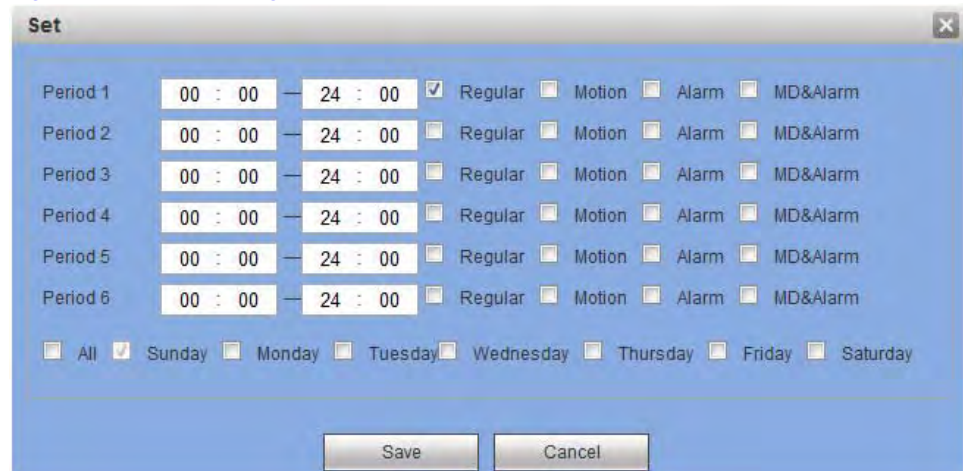 Set
Period 1 00 : 00 — 24 : 00 Regular Motion Alarm MD&Alarm
Period 2 00 : 00 — 24 : 00 Regular Motion Alarm MD&Alarm
Period 3 00 : 00 — 24 : 00 Regular Motion Alarm MD&Alarm
Period 4 00 : 00 — 24 : 00 Regular Motion Alarm MD&Alarm
Period 5 00 : 00 — 24 : 00 Regular Motion Alarm MD&Alarm
Period 6 00 : 00 — 24 : 00 Regular Motion Alarm MD&Alarm
All Sunday Monday Tuesday Wednesday Thursday Friday Saturday
Save Cancel